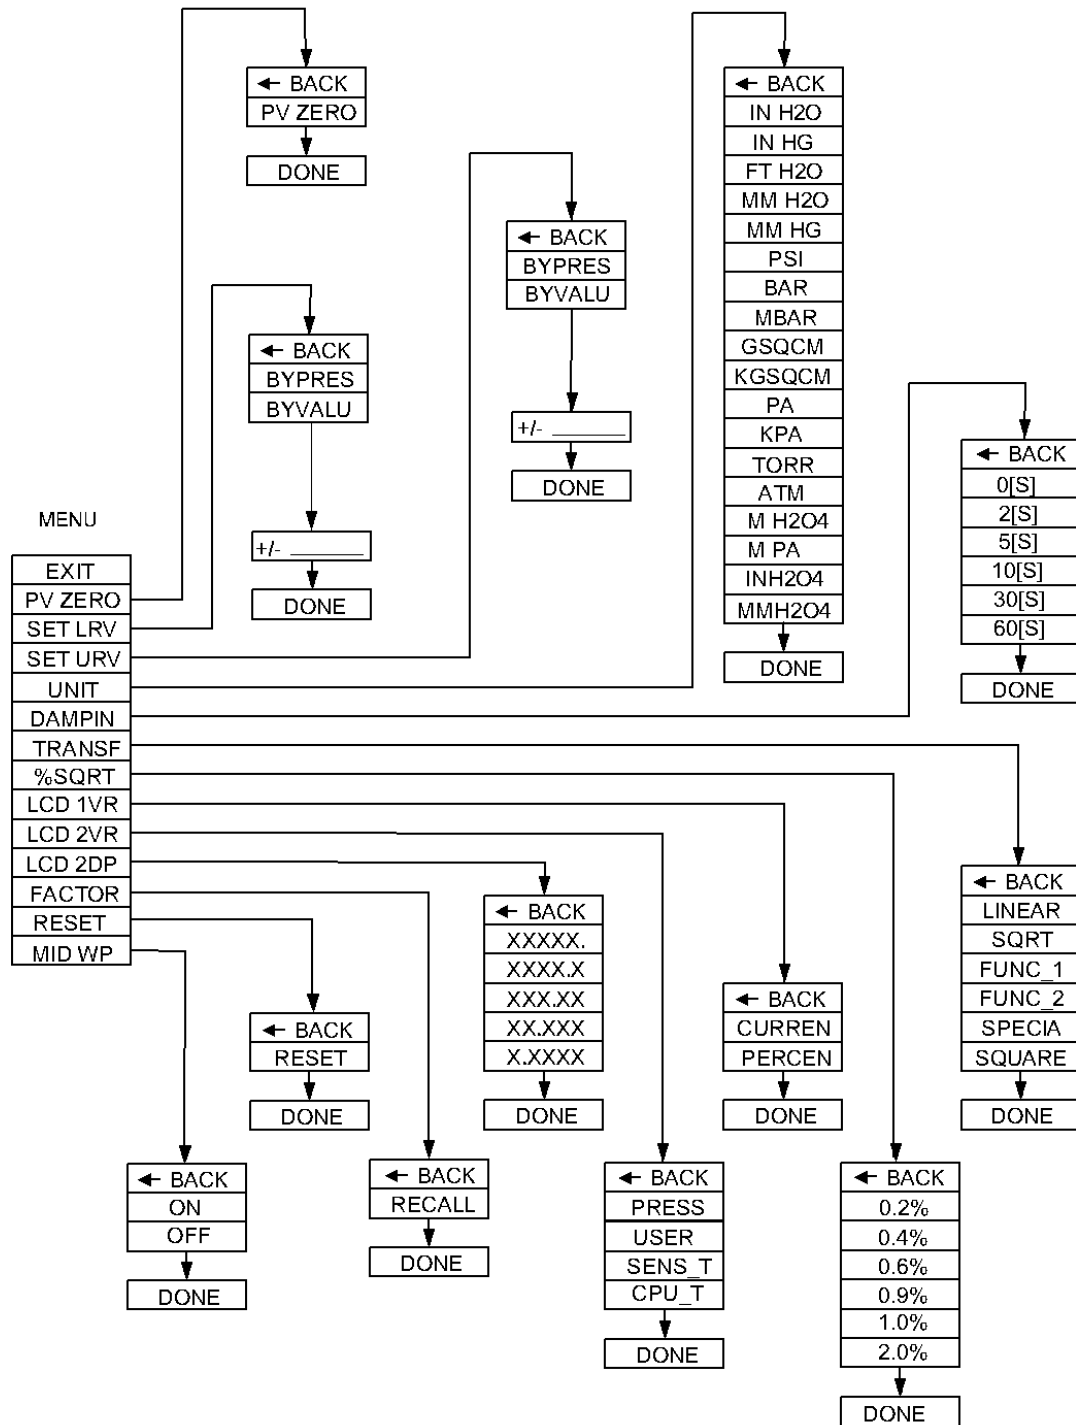 ← BACK
PV ZERO
DONE
← BACK
IN H2O
IN HG
FT H2O
MM H2O
MM HG
PSI
BAR
MBAR
GSQCM
KGSQCM
PA
KPA
TORR
ATM
M H2O4
M PA
INH2O4
MMH2O4
DONE
← BACK
BYPRES
BYVALU
+/- _______
DONE
← BACK
BYPRES
BYVALU
+/- _______
DONE
← BACK
0[S]
2[S]
5[S]
10[S]
30[S]
60[S]
DONE
MENU
EXIT
PV ZERO
SET LRV
SET URV
UNIT
DAMPIN
TRANSF
%SQRT
LCD 1VR
LCD 2VR
LCD 2DP
FACTOR
RESET
MID WP
← BACK
LINEAR
SQRT
FUNC_1
FUNC_2
SPECIA
SQUARE
DONE
← BACK
XXXXX.
XXXX.X
XXX.XX
XX.XXX
X.XXXX
DONE
← BACK
CURREN
PERCEN
DONE
← BACK
RESET
DONE
← BACK
ON
OFF
DONE
← BACK
RECALL
DONE
← BACK
PRESS
USER
SENS_T
CPU_T
DONE
← BACK
0.2%
0.4%
0.6%
0.9%
1.0%
2.0%
DONE